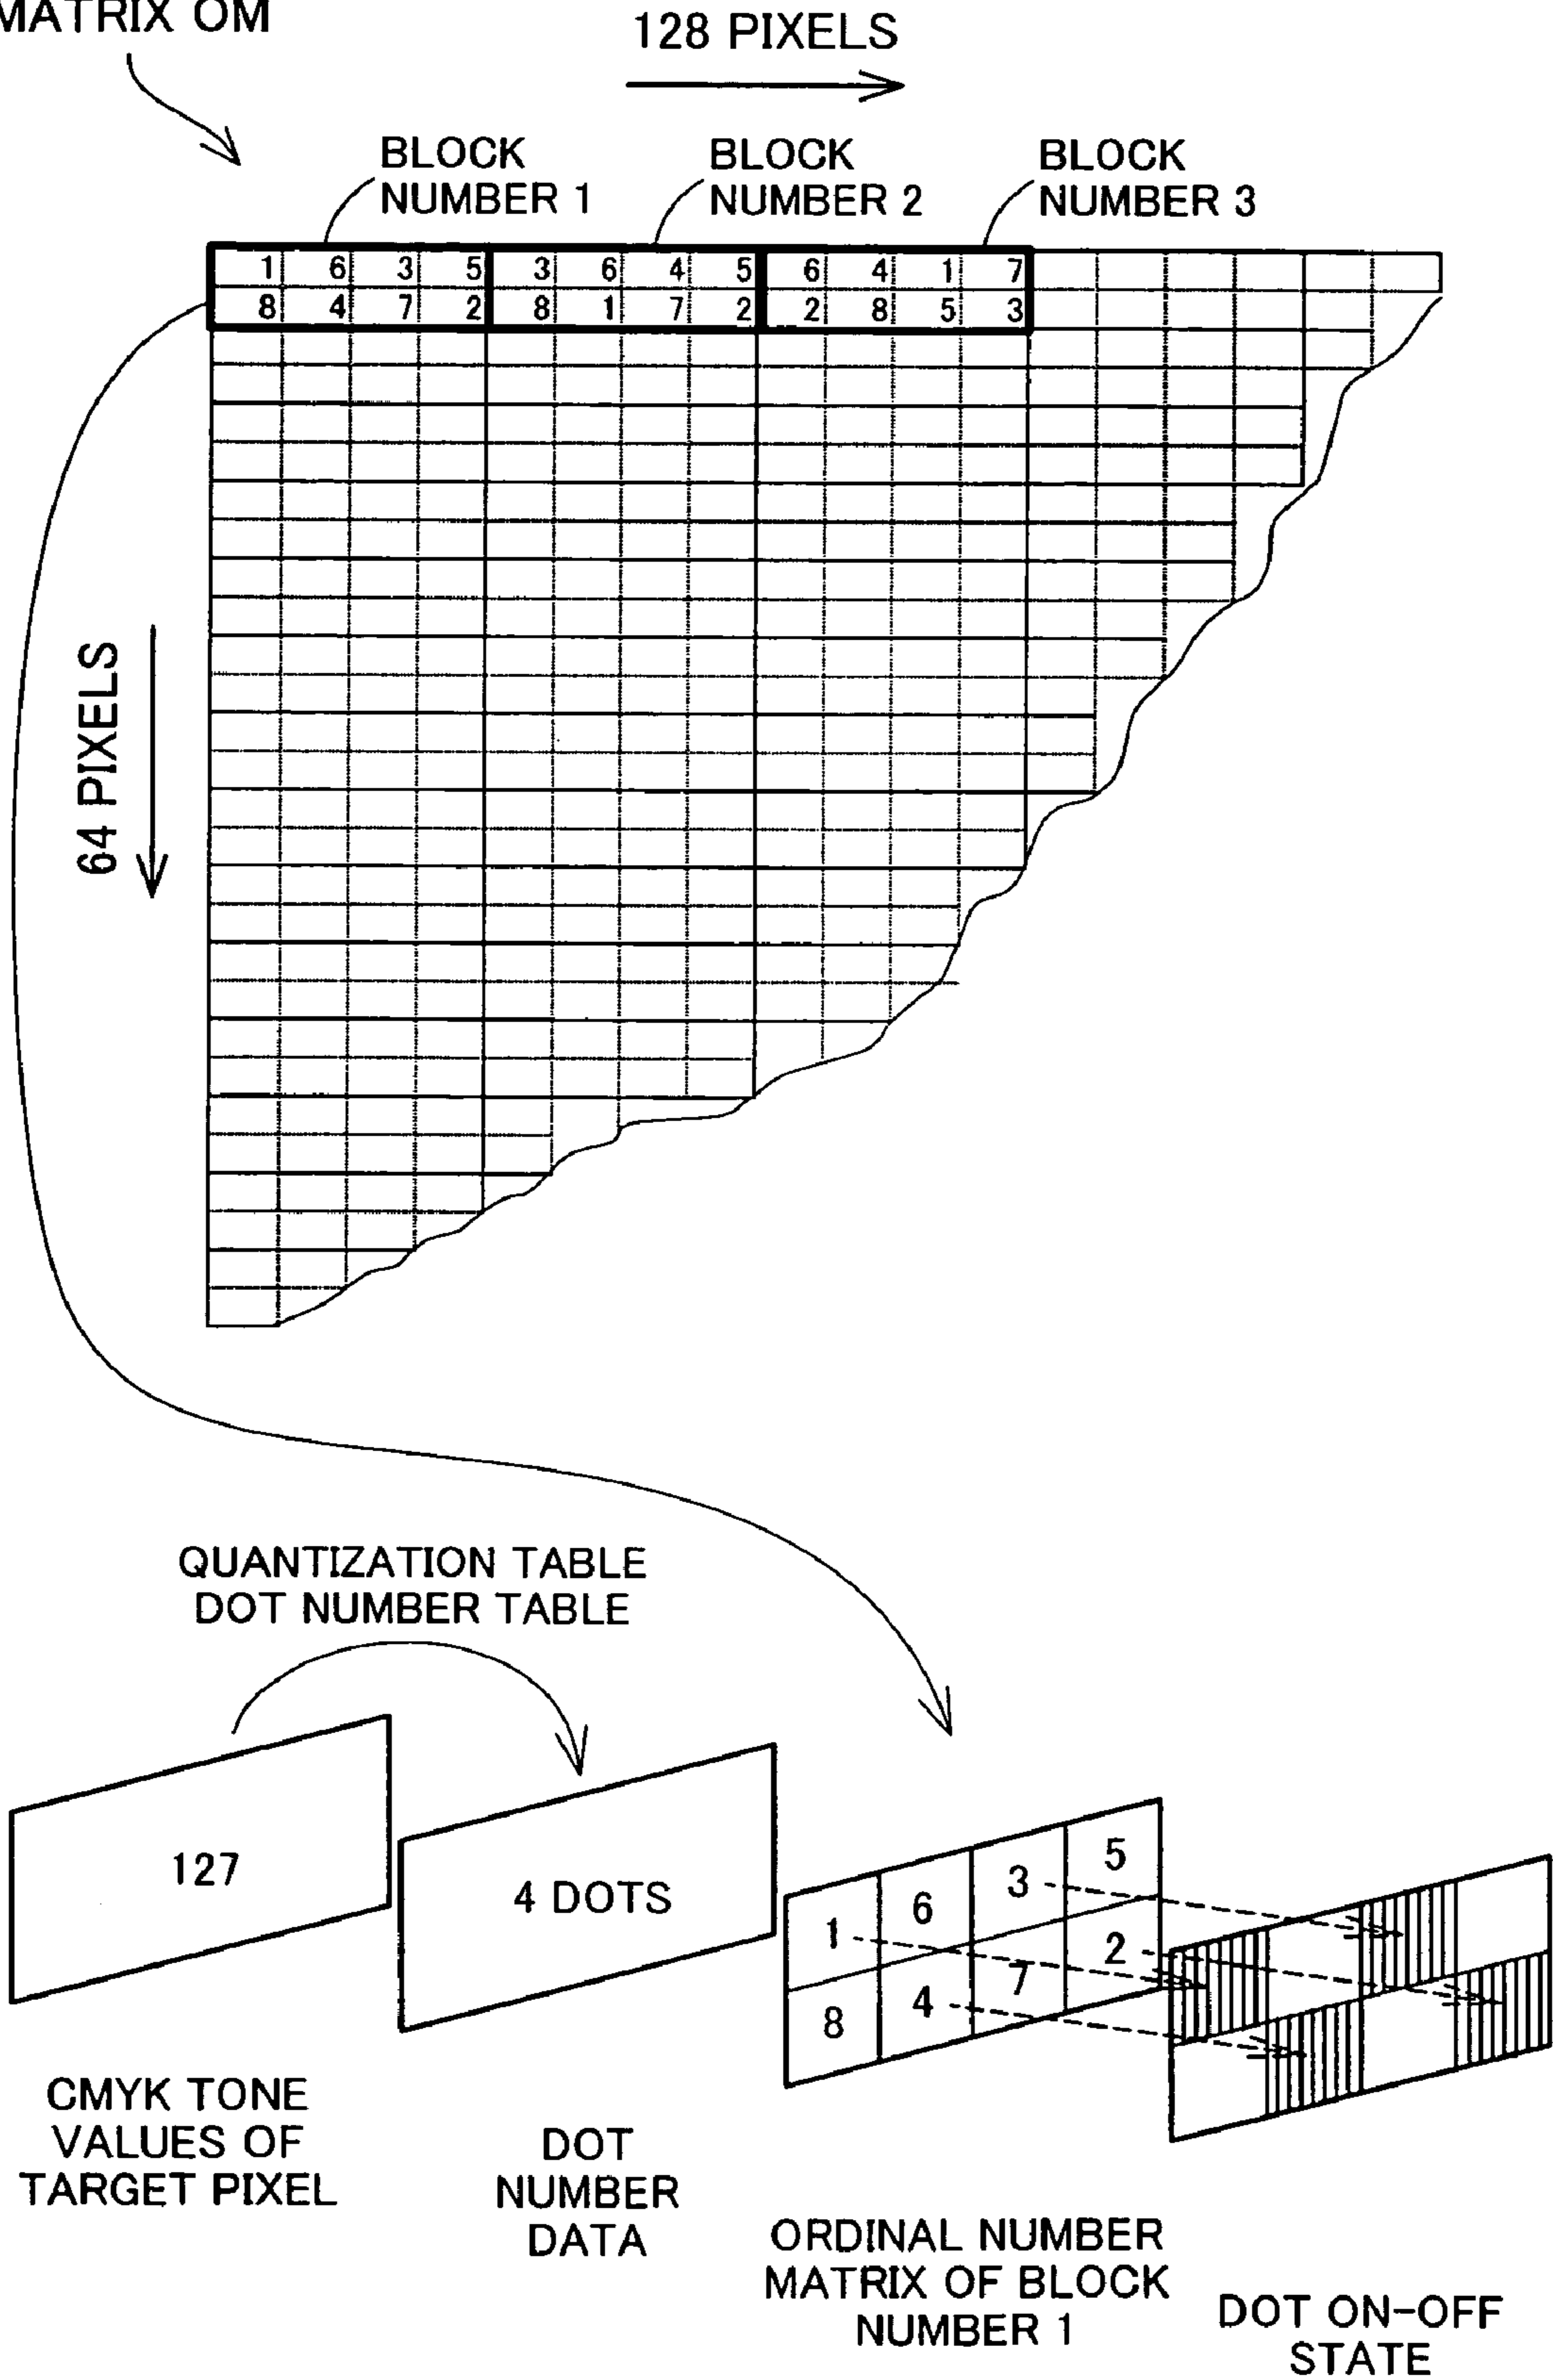 MATRIX OM
128 PIXELS
BLOCK
NUMBER 1
BLOCK
NUMBER 2
BLOCK
NUMBER 3
1 6 3 5 3 6 4 5 6 4 1 7
8 4 7 2 8 1 7 2 2 8 5 3
64 PIXELS
QUANTIZATION TABLE
DOT NUMBER TABLE
127
4 DOTS
1 6 3 5
8 4 7 2
CMYK TONE
VALUES OF
TARGET PIXEL
DOT
NUMBER
DATA
ORDINAL NUMBER
MATRIX OF BLOCK
NUMBER 1
DOT ON-OFF
STATE